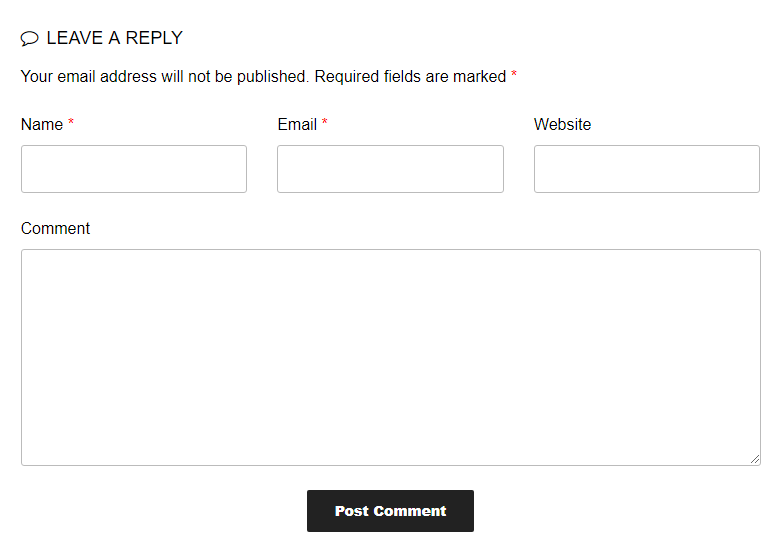 LEAVE A REPLY
Your email address will not be published. Required fields are marked *
Name * Email * Website
Comment
Post Comment